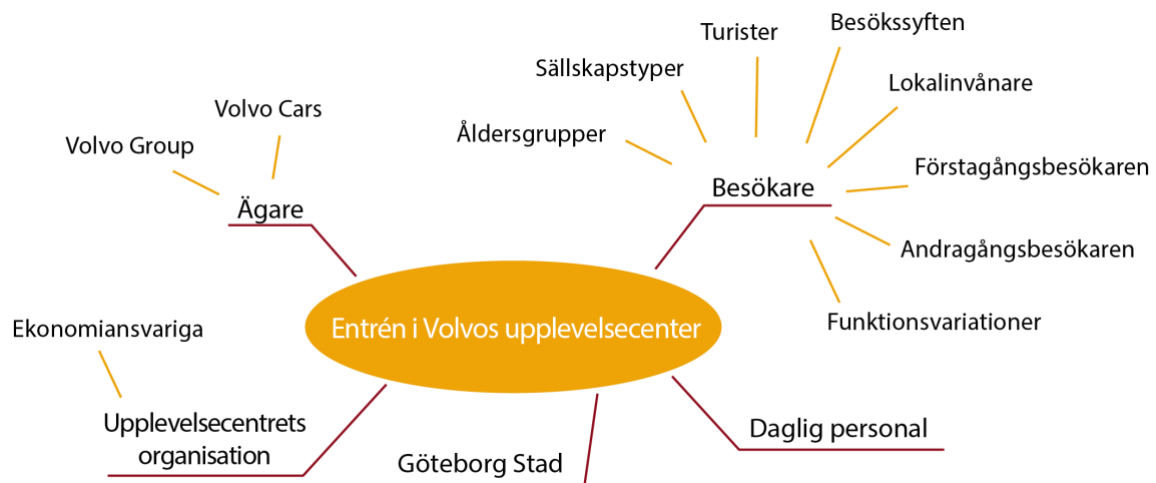 Besökssyften
Turister
Sällskapstyper
Lokalinvånare
Volvo Cars
Åldersgrupper
Volvo Group
Förstagångsbesökaren
Besökare
Ägare
Andragångsbesökaren
Funktionsvariationer
Entrén i Volvos upplevelsecenter
Ekonomiansvariga
Upplevelsecentrets
organisation
Daglig personal
Göteborg Stad